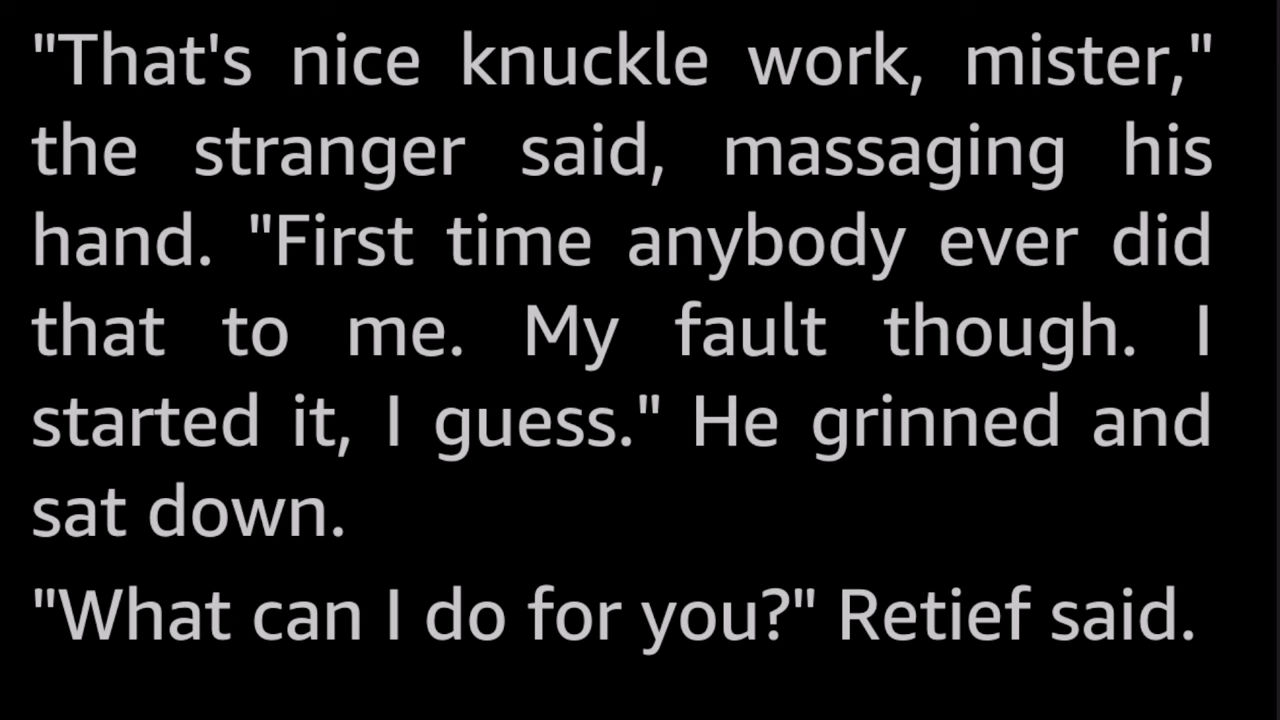 "That's nice knuckle work, mister,"
the stranger said, massaging his
hand. "First time anybody ever did
that to me. My fault though. I
started it, I guess." He grinned and
sat down.
"What can I do for you?" Retief said.